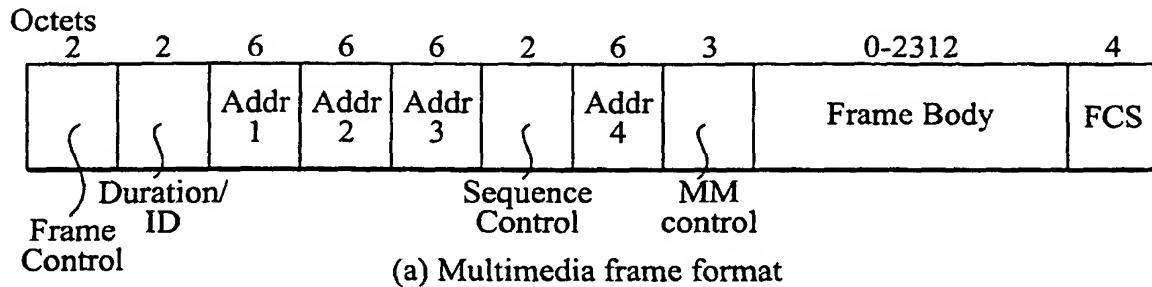 Octets
2 2 6 6 6 2 6 3 0-2312 4
Addr 1
Addr 2
Addr 3
Addr 4
Frame Body
FCS
Frame Control
Duration/ ID
Sequence Control
MM control
(a) Multimedia frame format